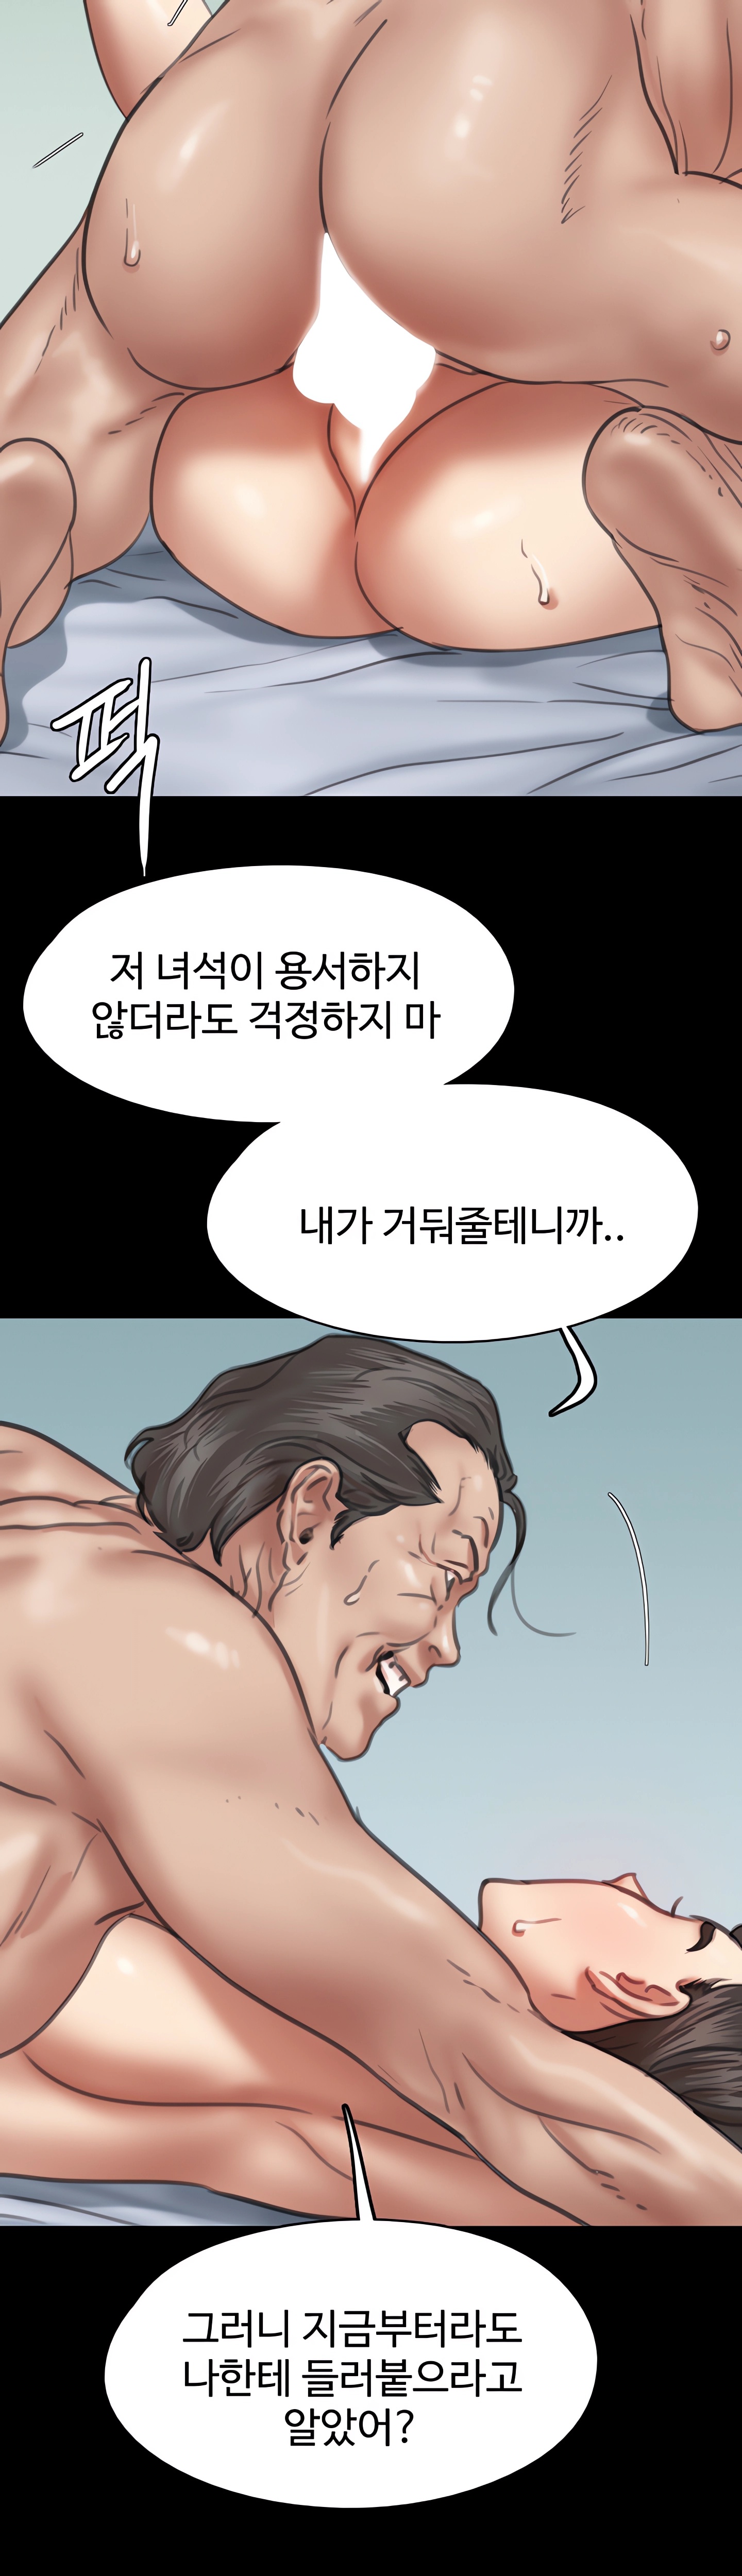 퍽
저 녀석이 용서하지
않더라도 걱정하지 마
내가 거둬줄테니까..
그러니 지금부터라도
나한테 들러붙으라고
알았어?